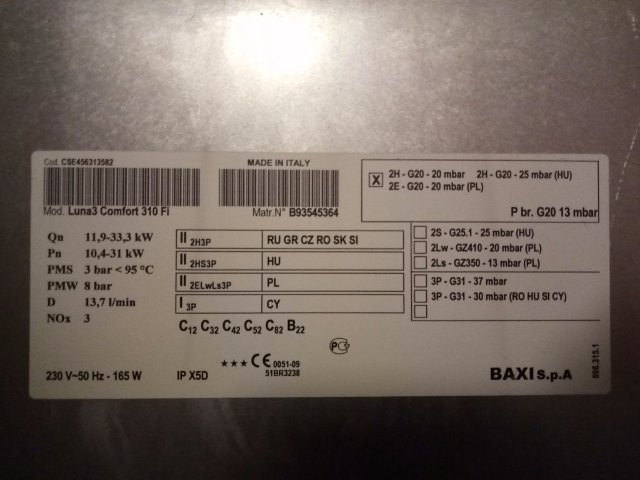 Cod. CSE456313582
Mod. Luna3 Comfort 310 Fi
MADE IN ITALY
Matr.N° B93545364
X 2H - G20 - 20 mbar 2H - G20 - 25 mbar (HU)
2E - G20 - 20 mbar (PL)
P br. G20 13 mbar
Qn 11,9-33,3 kW
Pn 10,4-31 kW
PMS 3 bar < 95 °C
PMW 8 bar
D 13,7 l/min
NOx 3
II 2H3P RU GR CZ RO SK SI
II 2HS3P HU
II 2ELwLs3P PL
I 3P CY
C12 C32 C42 C52 C82 B22
2S - G25.1 - 25 mbar (HU)
2Lw - GZ410 - 20 mbar (PL)
2Ls - GZ350 - 13 mbar (PL)
3P - G31 - 37 mbar
3P - G31 - 30 mbar (RO HU SI CY)
PC
★★★ CE 0051-09
51BR3238
230 V~50 Hz - 165 W IP X5D
BAXI S.p.A
896.315.1